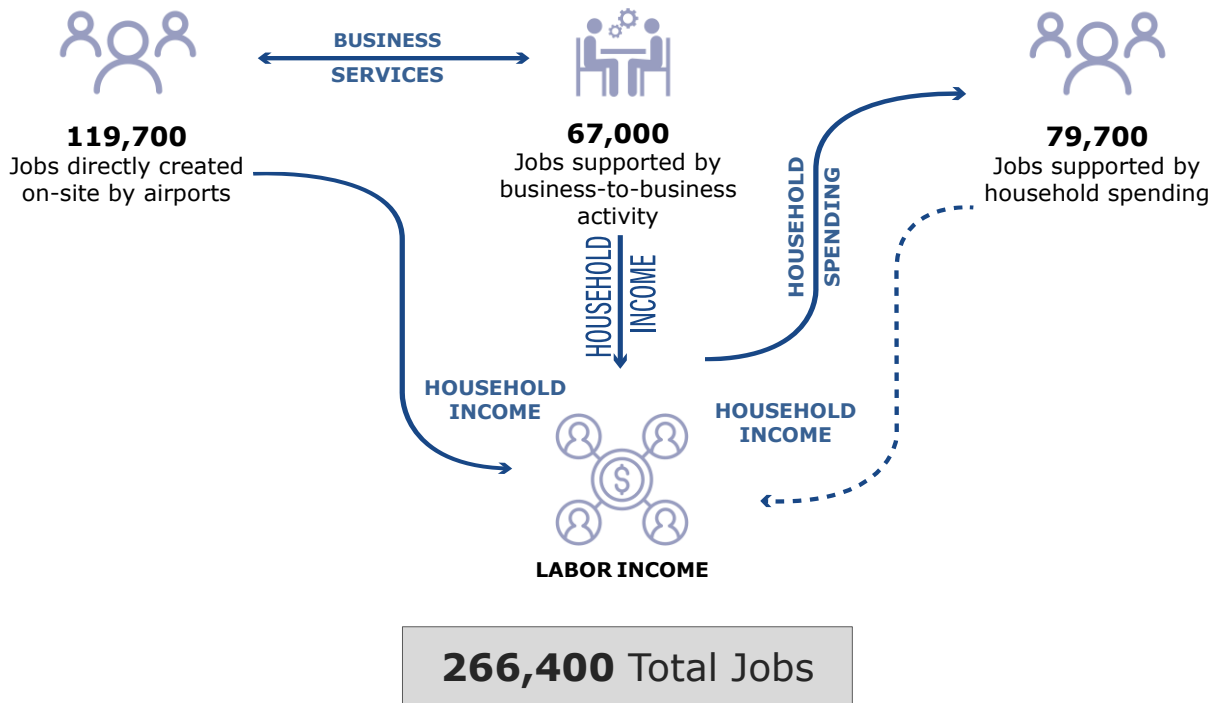 BUSINESS
SERVICES
119,700
Jobs directly created
on-site by airports
67,000
Jobs supported by
business-to-business
activity
79,700
Jobs supported by
household spending
HOUSEHOLD
SPENDING
HOUSEHOLD
INCOME
HOUSEHOLD
INCOME
HOUSEHOLD
INCOME
$
LABOR INCOME
266,400 Total Jobs